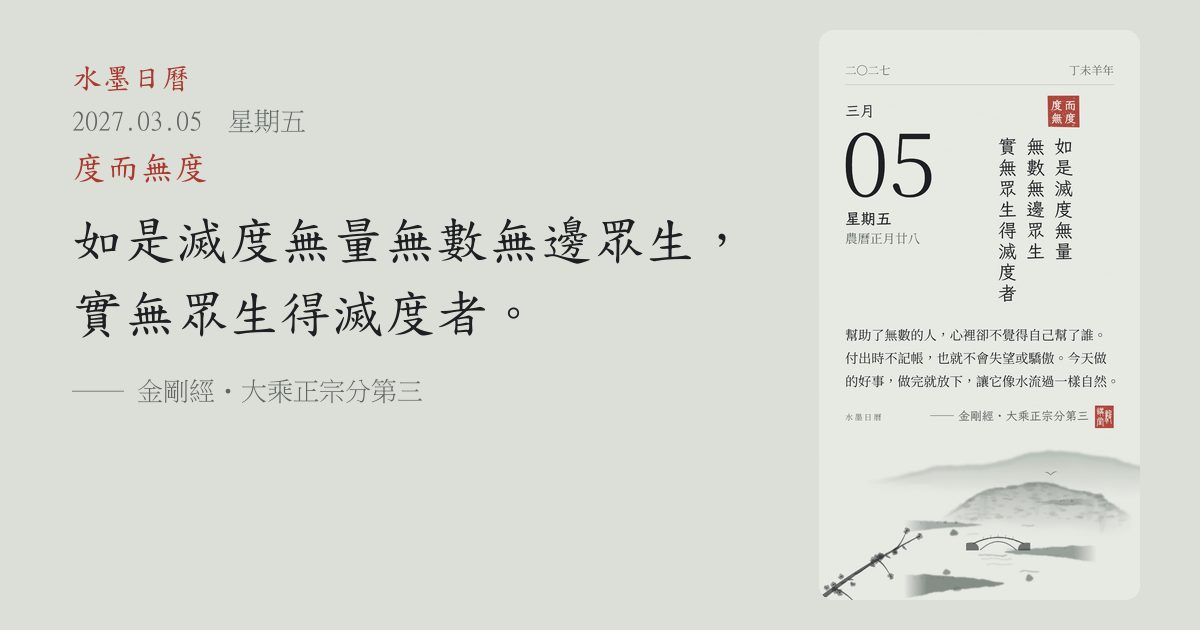 水墨日曆
2027.03.05 星期五
度而無度
如是滅度無量無數無邊眾生，
實無眾生得滅度者。
—— 金剛經・大乘正宗分第三
二〇二七
丁未羊年
三月
05
星期五
農曆正月廿八
而度
無度
如是滅度無量
無數無邊眾生
實無眾生得滅度者
幫助了無數的人，心裡卻不覺得自己幫了誰。
付出時不記帳，也就不會失望或驕傲。今天做
的好事，做完就放下，讓它像水流過一樣自然。
水墨日曆
—— 金剛經・大乘正宗分第三